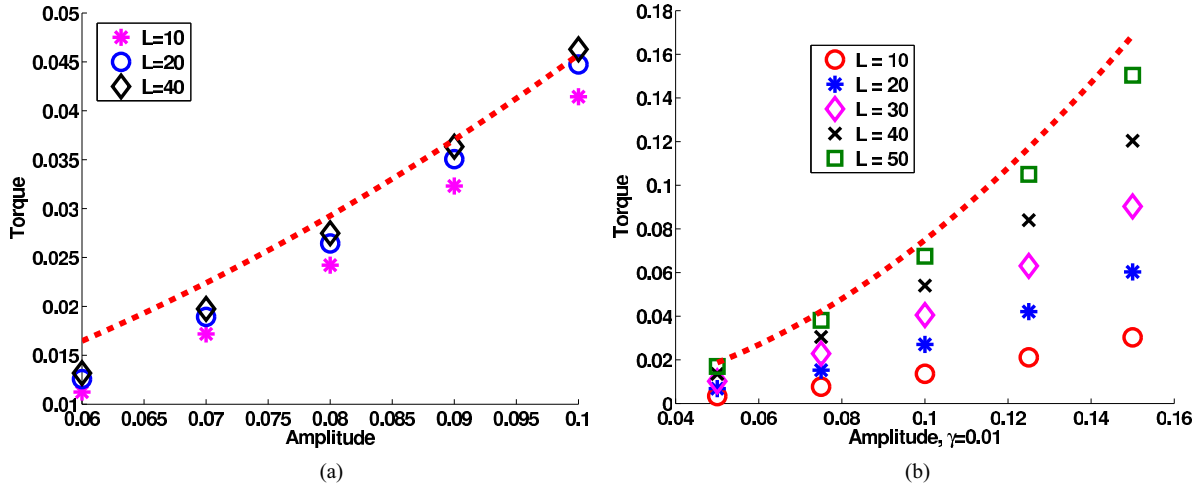 0.05
0.045
0.04
0.035
0.03
0.025
0.02
0.015
0.01
Torque
L=10
L=20
L=40
0.06 0.065 0.07 0.075 0.08 0.085 0.09 0.095 0.1
Amplitude
(a)
0.18
0.16
0.14
0.12
0.1
0.08
0.06
0.04
0.02
0
Torque
L = 10
L = 20
L = 30
L = 40
L = 50
0.04 0.06 0.08 0.1 0.12 0.14 0.16
Amplitude, γ=0.01
(b)